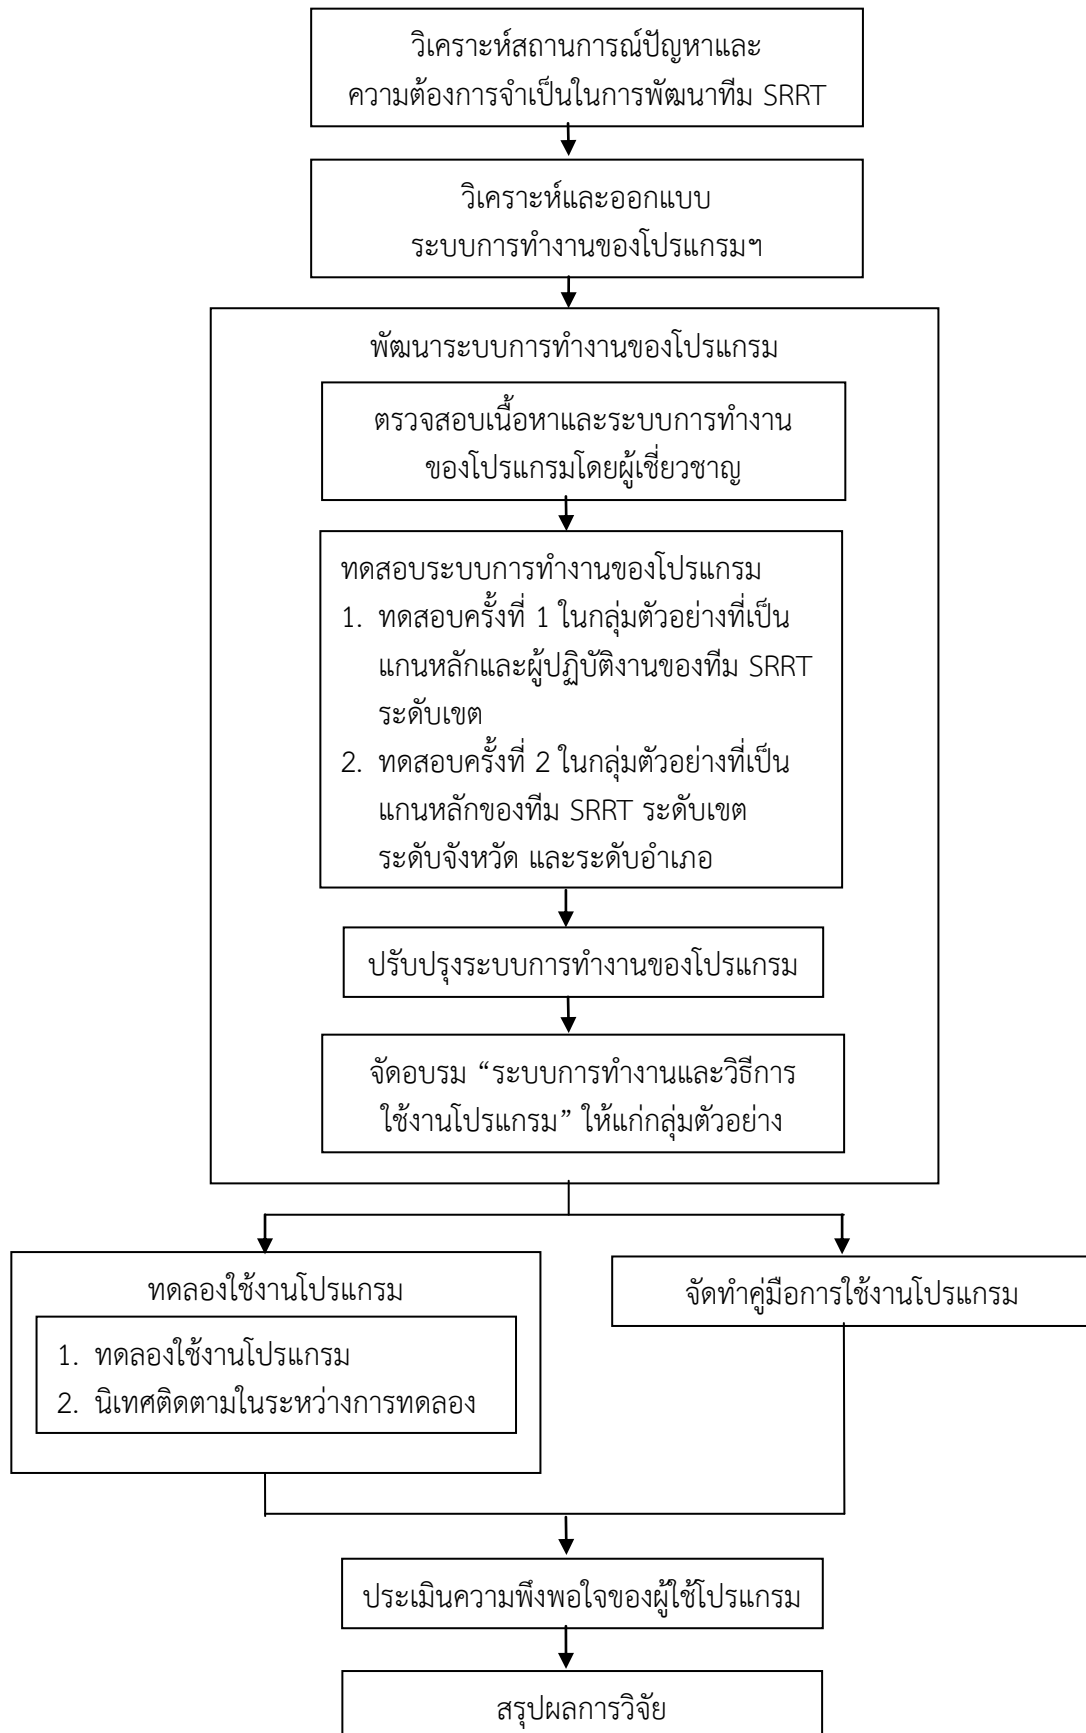 วิเคราะห์สถานการณ์ปัญหาและ
ความต้องการจำเป็นในการพัฒนาทีม SRRT
วิเคราะห์และออกแบบ
ระบบการทำงานของโปรแกรมฯ
พัฒนาระบบการทำงานของโปรแกรม
ตรวจสอบเนื้อหาและระบบการทำงาน
ของโปรแกรมโดยผู้เชี่ยวชาญ
ทดสอบระบบการทำงานของโปรแกรม
1. ทดสอบครั้งที่ 1 ในกลุ่มตัวอย่างที่เป็น
แกนหลักและผู้ปฏิบัติงานของทีม SRRT
ระดับเขต
2. ทดสอบครั้งที่ 2 ในกลุ่มตัวอย่างที่เป็น
แกนหลักของทีม SRRT ระดับเขต
ระดับจังหวัด และระดับอำเภอ
ปรับปรุงระบบการทำงานของโปรแกรม
จัดอบรม “ระบบการทำงานและวิธีการ
ใช้งานโปรแกรม” ให้แก่กลุ่มตัวอย่าง
ทดลองใช้งานโปรแกรม
1. ทดลองใช้งานโปรแกรม
2. นิเทศติดตามในระหว่างการทดลอง
จัดทำคู่มือการใช้งานโปรแกรม
ประเมินความพึงพอใจของผู้ใช้โปรแกรม
สรุปผลการวิจัย